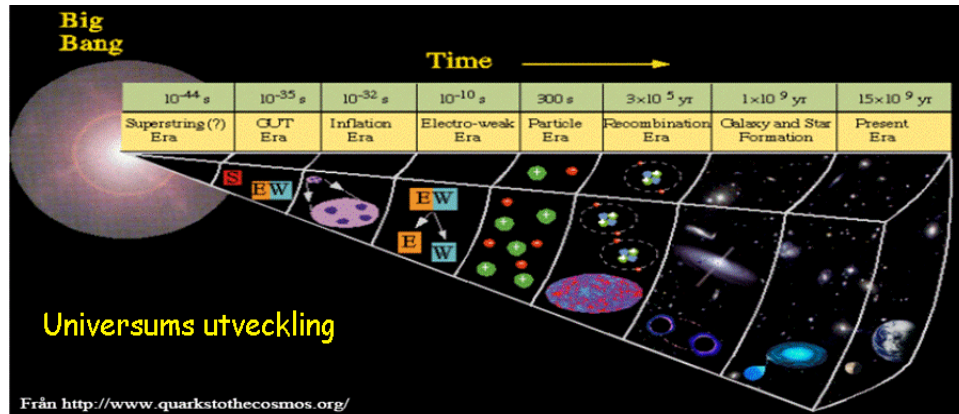 Big
Bang
Time
10⁻⁴⁴ s 10⁻³⁵ s 10⁻³² s 10⁻¹⁰ s 300 s 3×10⁵ yr 1×10⁹ yr 15×10⁹ yr
Superstring(?) GUT Inflation Electro-weak Particle Recombination Galaxy and Star Present
Era Era Era Era Era Era Formation Era
S
E W
E W
E
W
+
+
+
+
+
Universums utveckling
Från http://www.quarkstothecosmos.org/